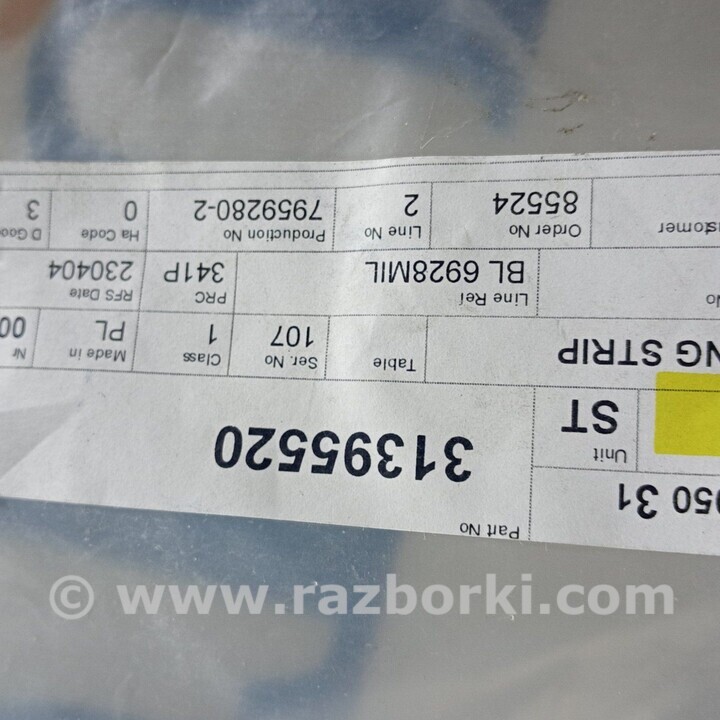 050 31 Part No
Unit
ST 31395520
NG STRIP Table Ser. No Class Made in Nr
107 1 PL 00
No Line Ref PRC RFS Date
BL 6928MIL 341P 230404
stomer Order No Line No Production No Ha Code D Goo
85524 2 7959280-2 0 3
© www.razborki.com